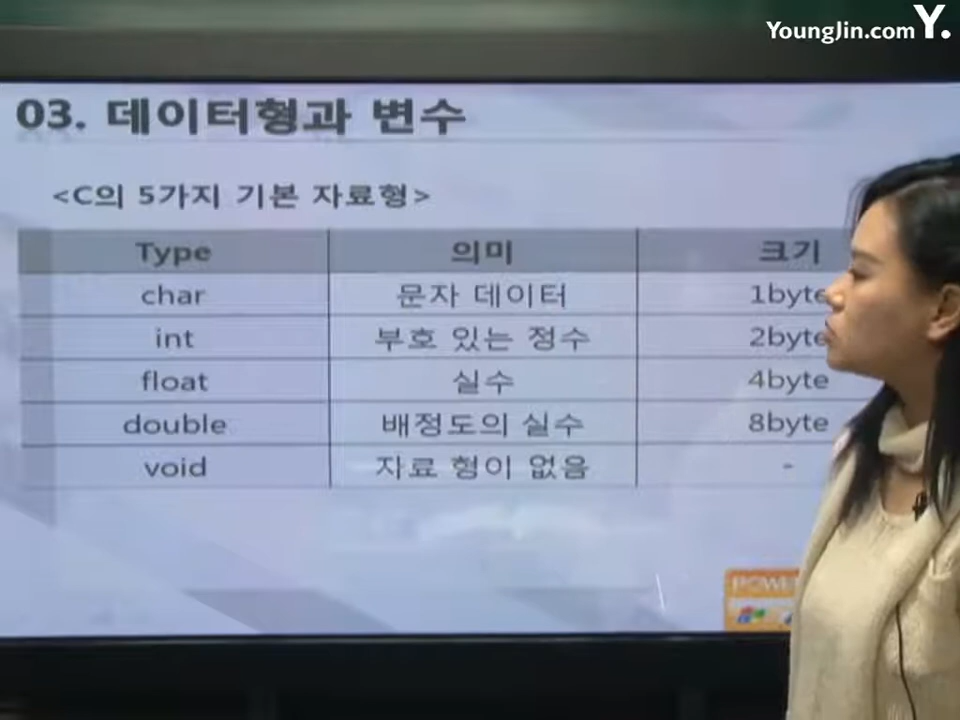 YoungJin.com Y.
03. 데이터형과 변수
<C의 5가지 기본 자료형>
Type 의미 크기
char 문자 데이터 1byte
int 부호 있는 정수 2byte
float 실수 4byte
double 배정도의 실수 8byte
void 자료 형이 없음 -